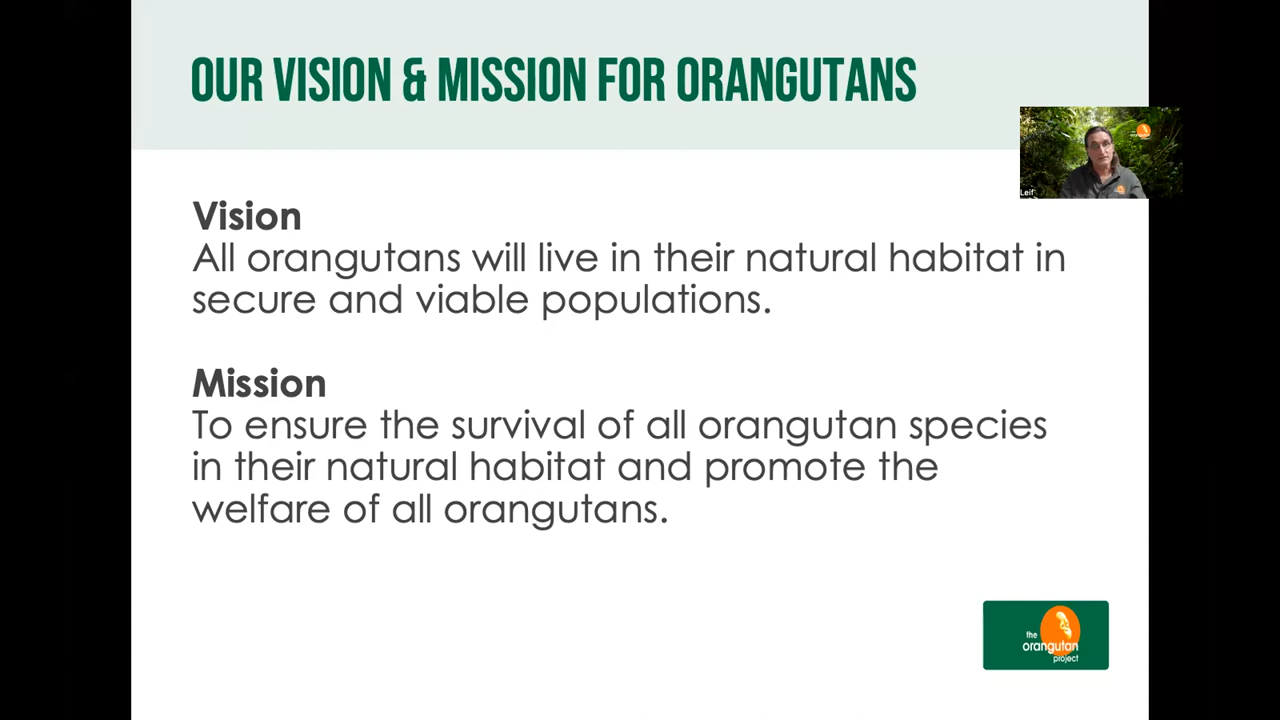 OUR VISION & MISSION FOR ORANGUTANS
Leif
Vision
All orangutans will live in their natural habitat in
secure and viable populations.
Mission
To ensure the survival of all orangutan species
in their natural habitat and promote the
welfare of all orangutans.
the
orangutan
project